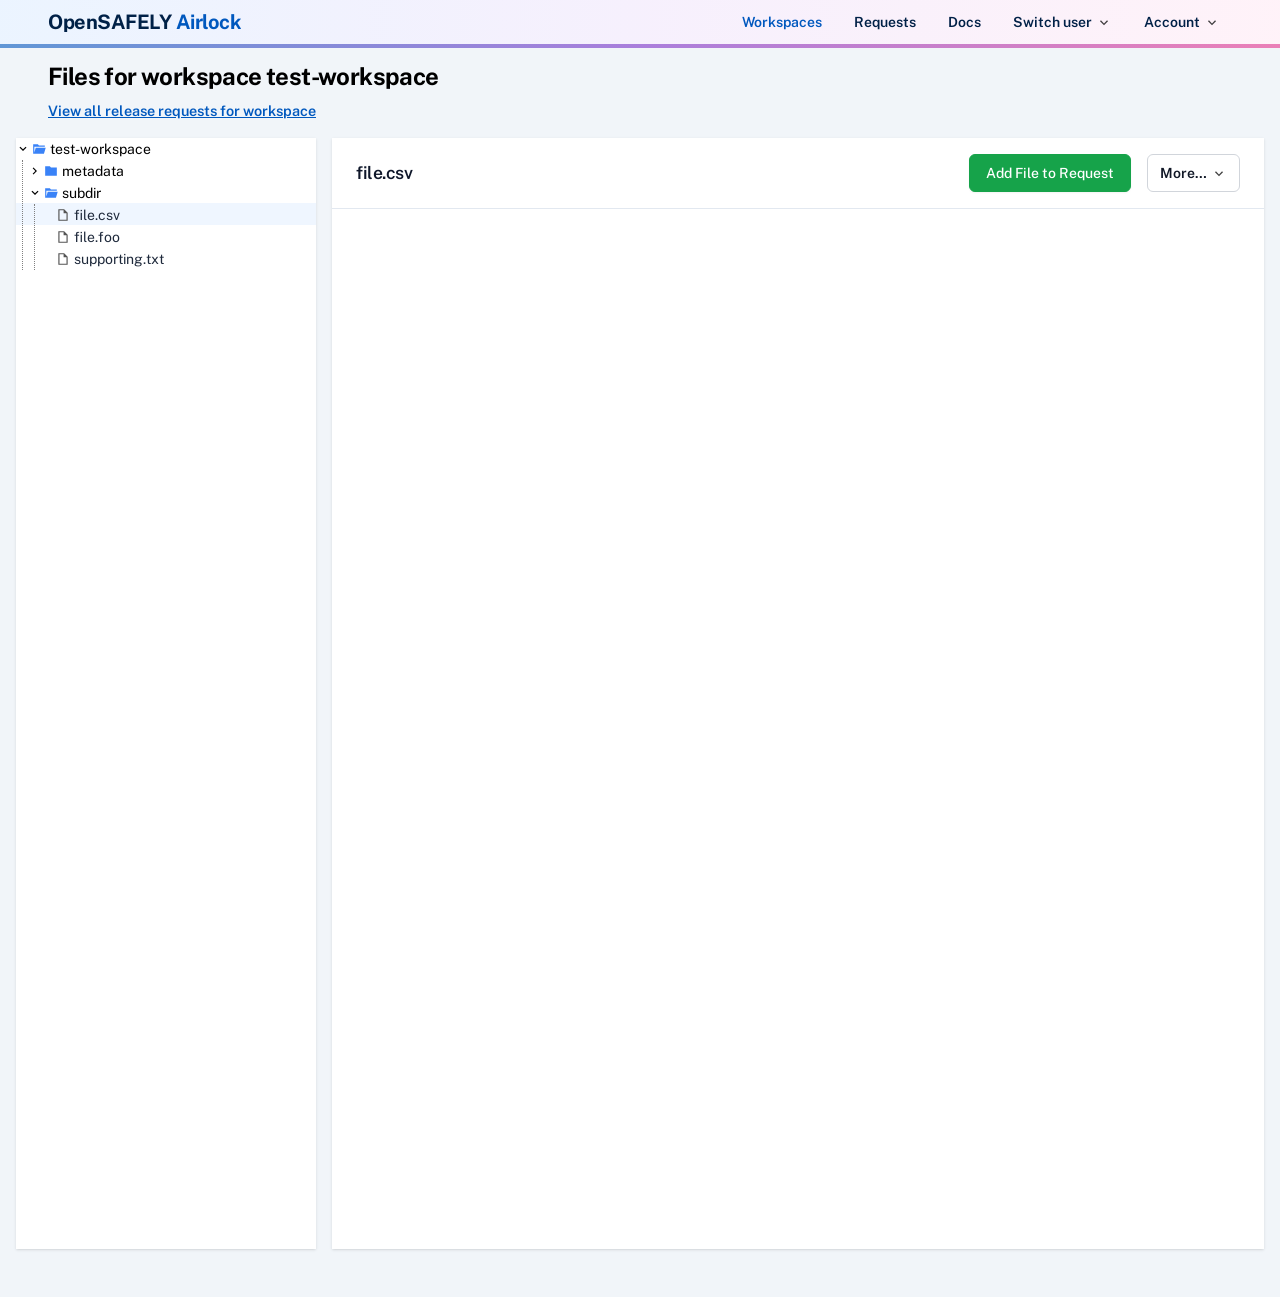 OpenSAFELY Airlock
Workspaces Requests Docs Switch user Account
Files for workspace test-workspace
View all release requests for workspace
test-workspace
metadata
subdir
file.csv
file.foo
supporting.txt
file.csv
Add File to Request More...